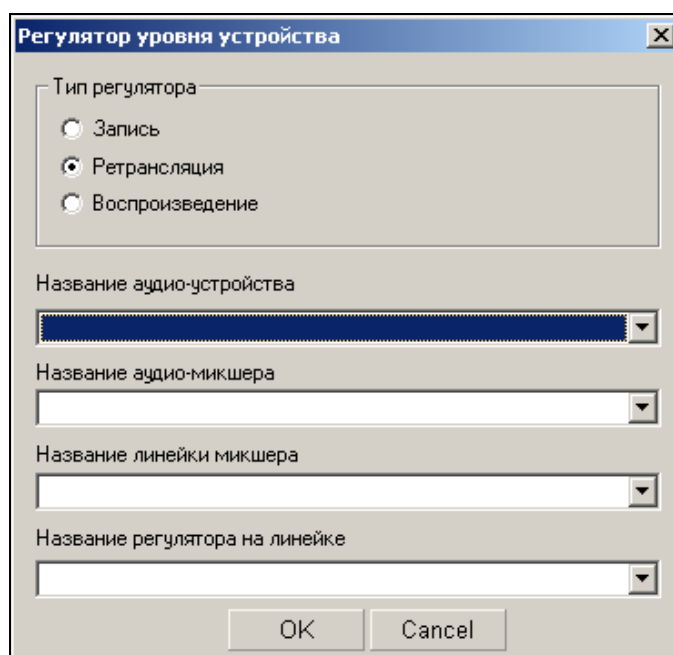 Регулятор уровня устройства
Тип регулятора
Запись
Ретрансляция
Воспроизведение
Название аудио-устройства
Название аудио-микшера
Название линейки микшера
Название регулятора на линейке
OK Cancel